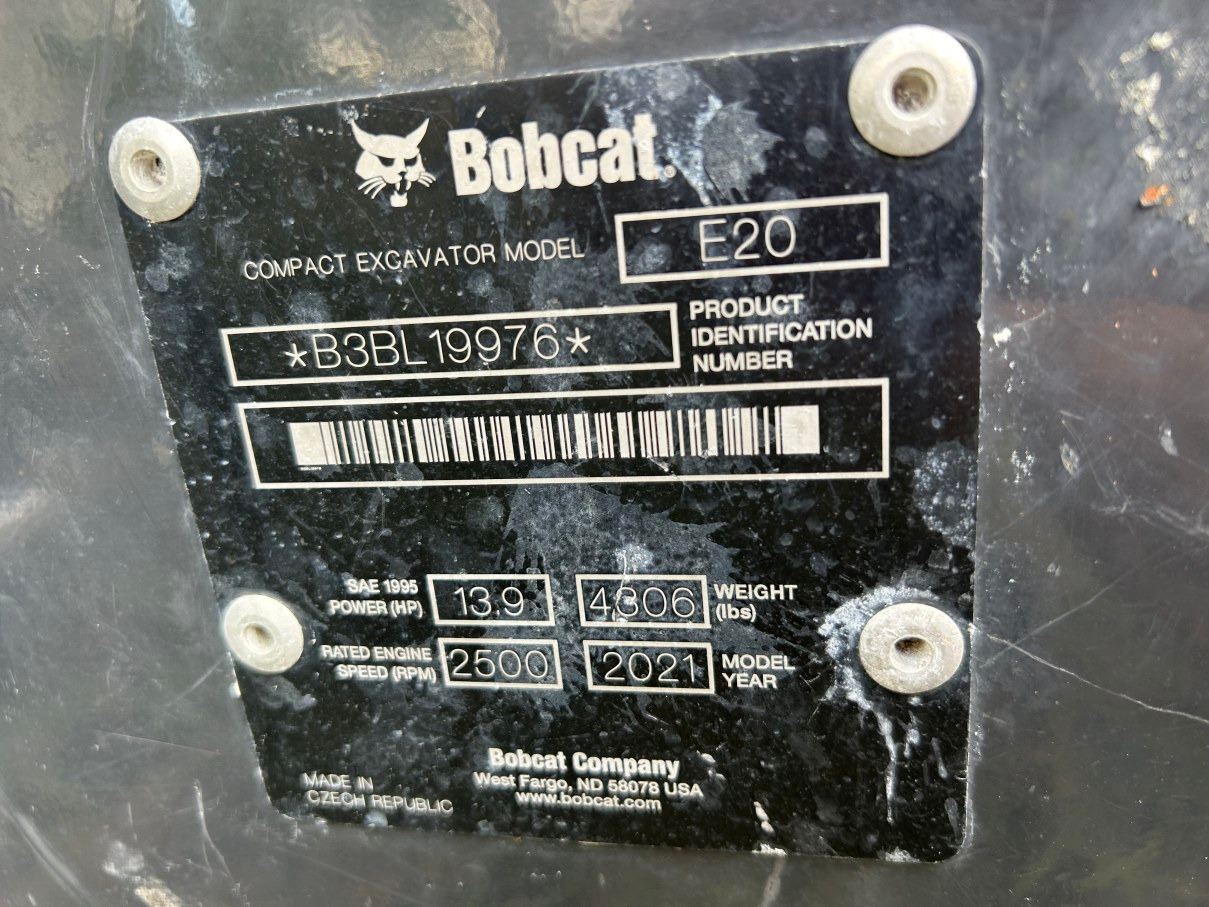 Bobcat®
COMPACT EXCAVATOR MODEL E20
*B3BL19976*
PRODUCT
IDENTIFICATION
NUMBER
SAE 1995
POWER (HP) 13.9
4306 WEIGHT
(lbs)
RATED ENGINE
SPEED (RPM) 2500
2021 MODEL
YEAR
Bobcat Company
West Fargo, ND 58078 USA
www.bobcat.com
MADE IN
CZECH REPUBLIC